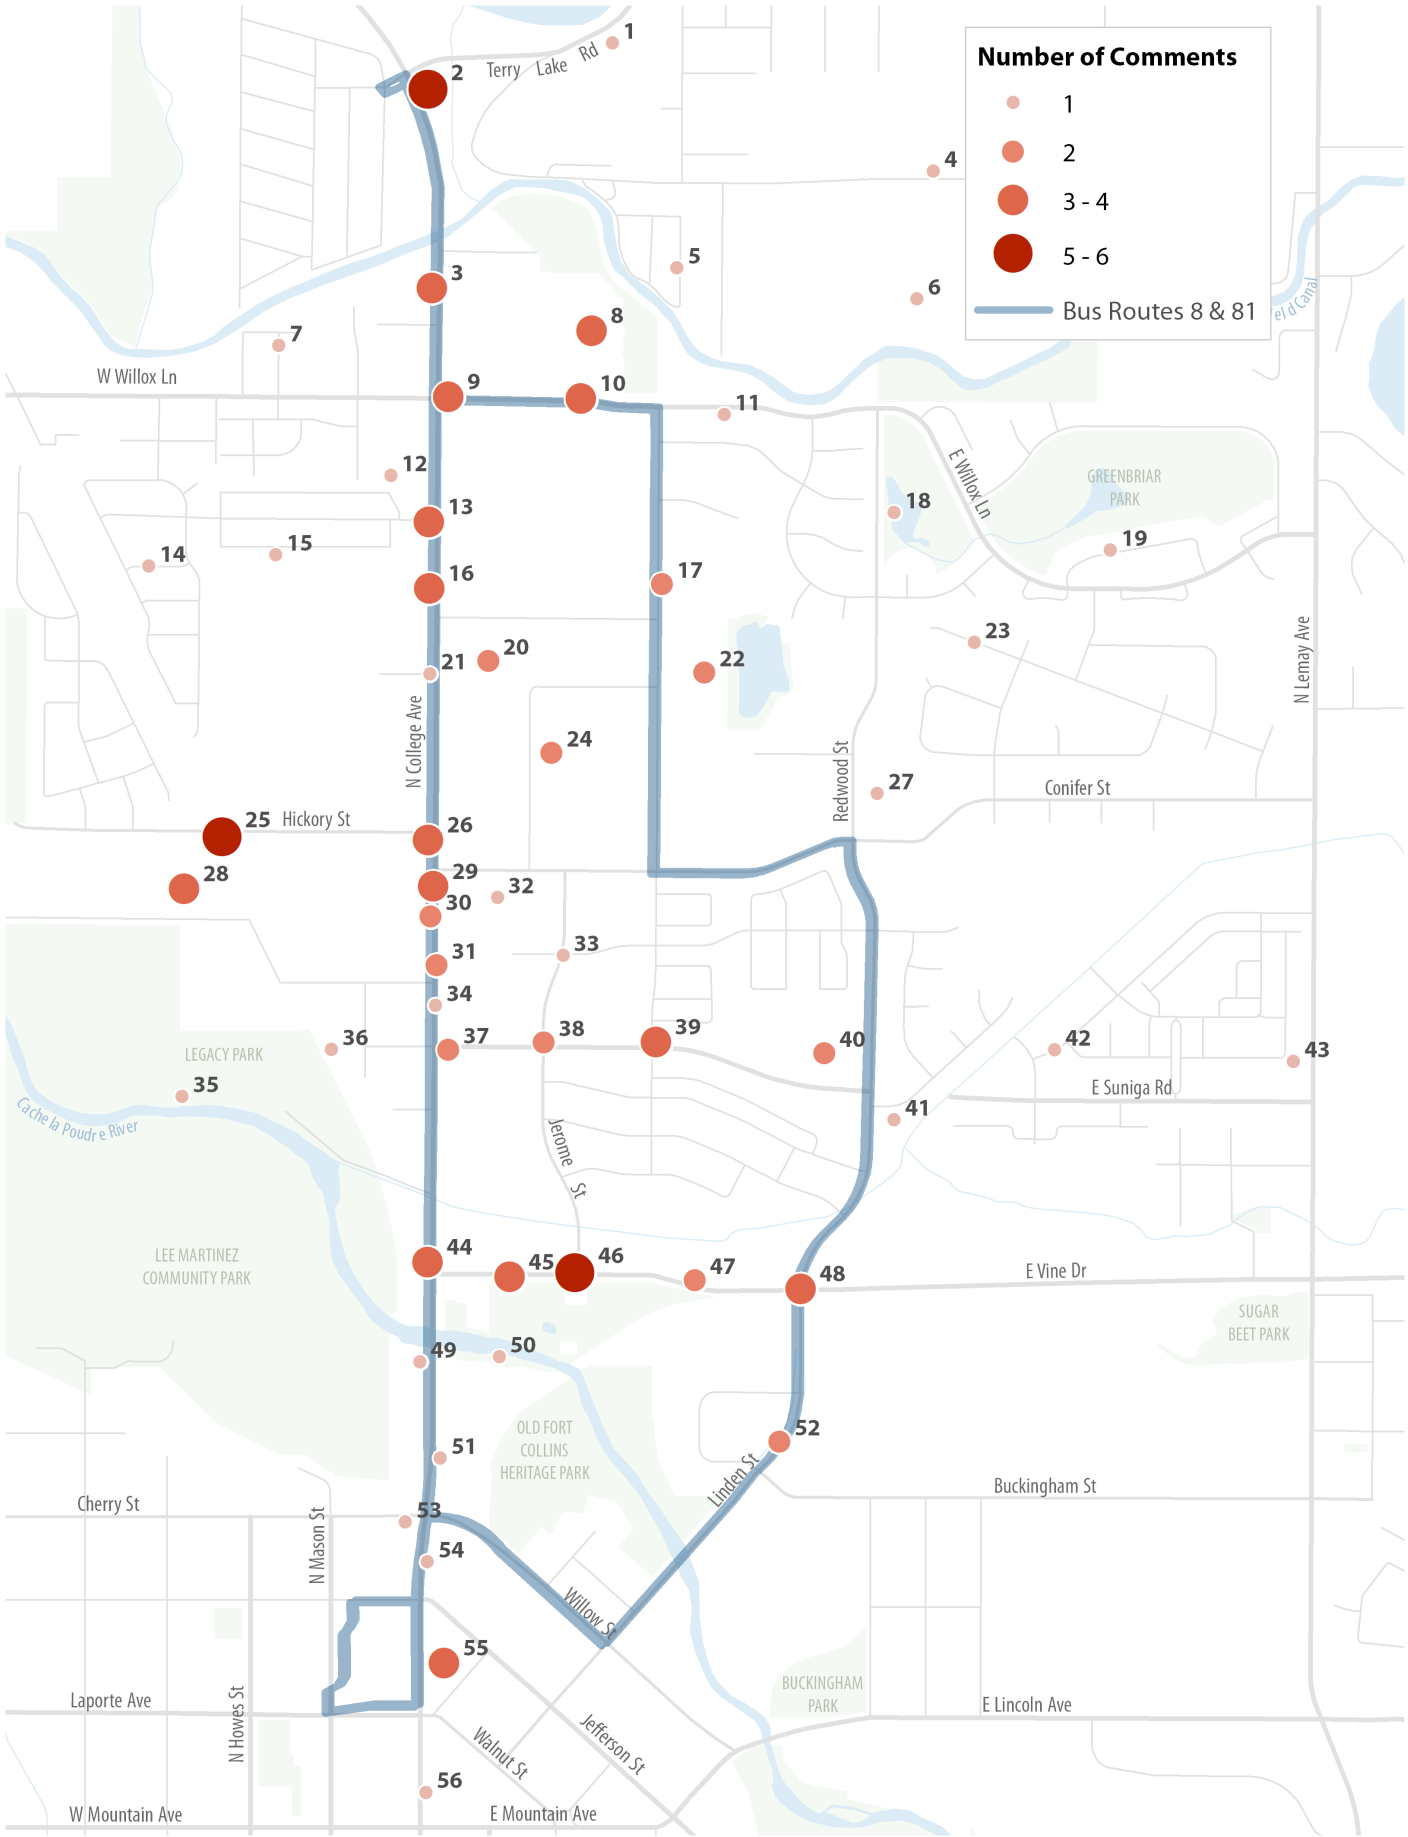 1
Terry Lake Rd
2
Number of Comments
1
2
3 - 4
5 - 6
Bus Routes 8 & 81
4
5
3
6
8
7
W Willox Ln
9
10
11
12
E Willox Ln
GREENBRIAR
PARK
13
18
14
15
19
16
17
20
21
22
23
N College Ave
N Lemay Ave
24
Redwood St
27
Conifer St
25
Hickory St
26
28
29
32
30
31
33
34
36
37
38
39
40
42
43
LEGACY PARK
35
E Suniga Rd
41
Cache la Poudre River
Jerome St
44
45
46
47
48
E Vine Dr
LEE MARTINEZ
COMMUNITY PARK
SUGAR
BEET PARK
49
50
OLD FORT
COLLINS
HERITAGE PARK
51
52
Linden St
Buckingham St
Cherry St
N Mason St
53
54
Willow St
55
BUCKINGHAM
PARK
Laporte Ave
N Howes St
E Lincoln Ave
Walnut St
Jefferson St
56
W Mountain Ave
E Mountain Ave